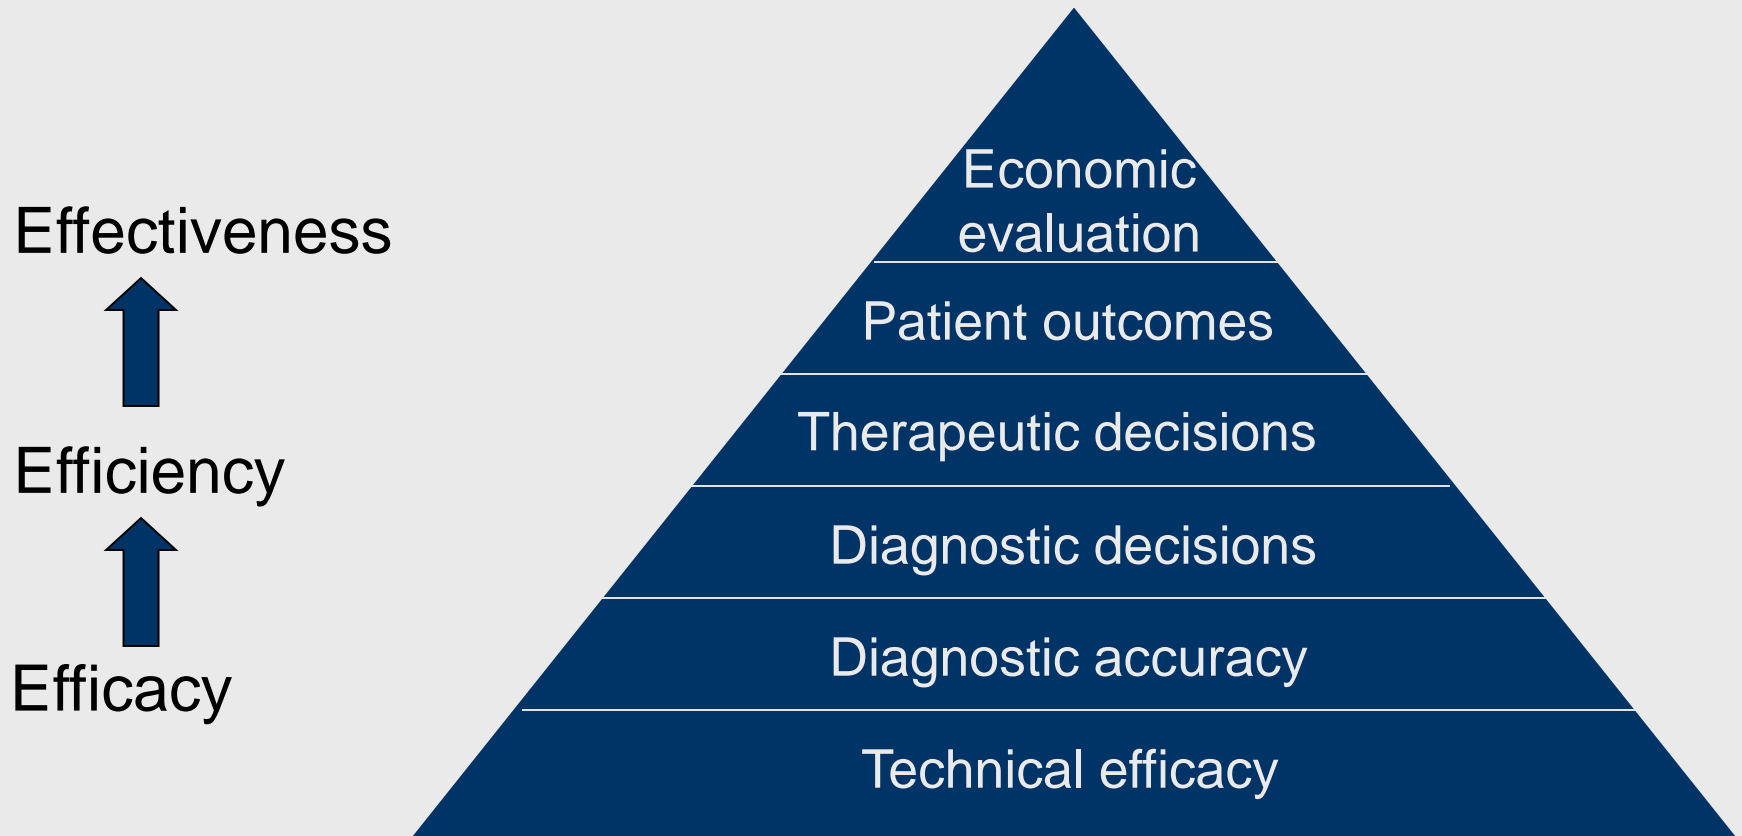 Effectiveness
Efficiency
Efficacy
Economic
evaluation
Patient outcomes
Therapeutic decisions
Diagnostic decisions
Diagnostic accuracy
Technical efficacy